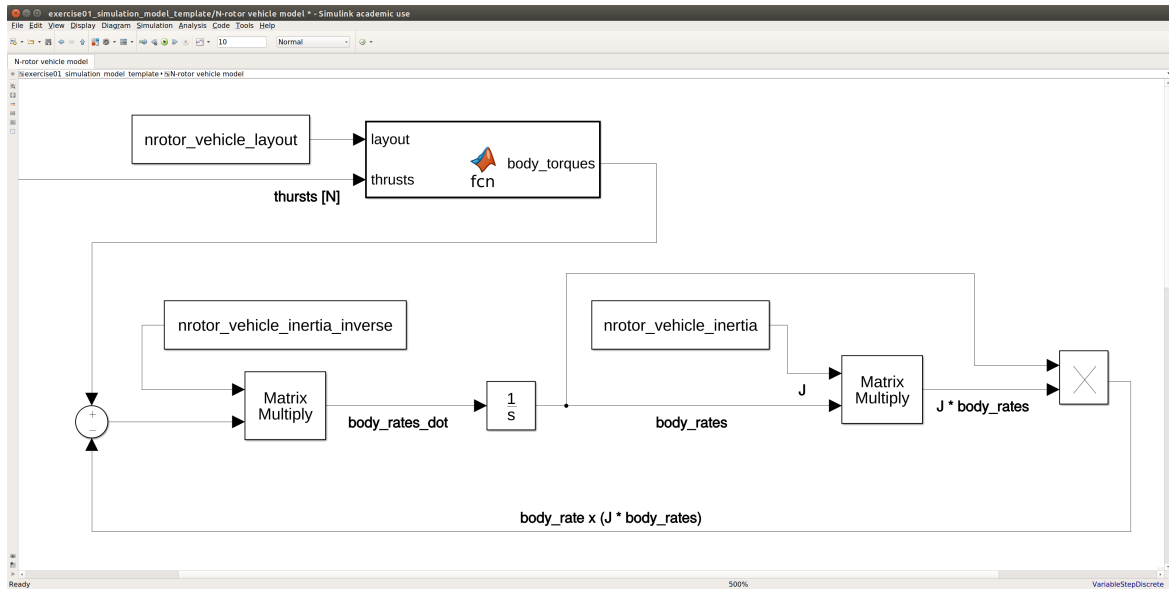 exercise01_simulation_model_template/N-rotor vehicle model * - Simulink academic use
File Edit View Display Diagram Simulation Analysis Code Tools Help
10 Normal
N-rotor vehicle model
exercise01_simulation_model_template N-rotor vehicle model
nrotor_vehicle_layout
layout
thrusts
fcn
body_torques
thursts [N]
nrotor_vehicle_inertia_inverse
nrotor_vehicle_inertia
+
−
Matrix
Multiply
body_rates_dot
1
s
body_rates
J
Matrix
Multiply
J * body_rates
body_rate x (J * body_rates)
Ready 500% VariableStepDiscrete